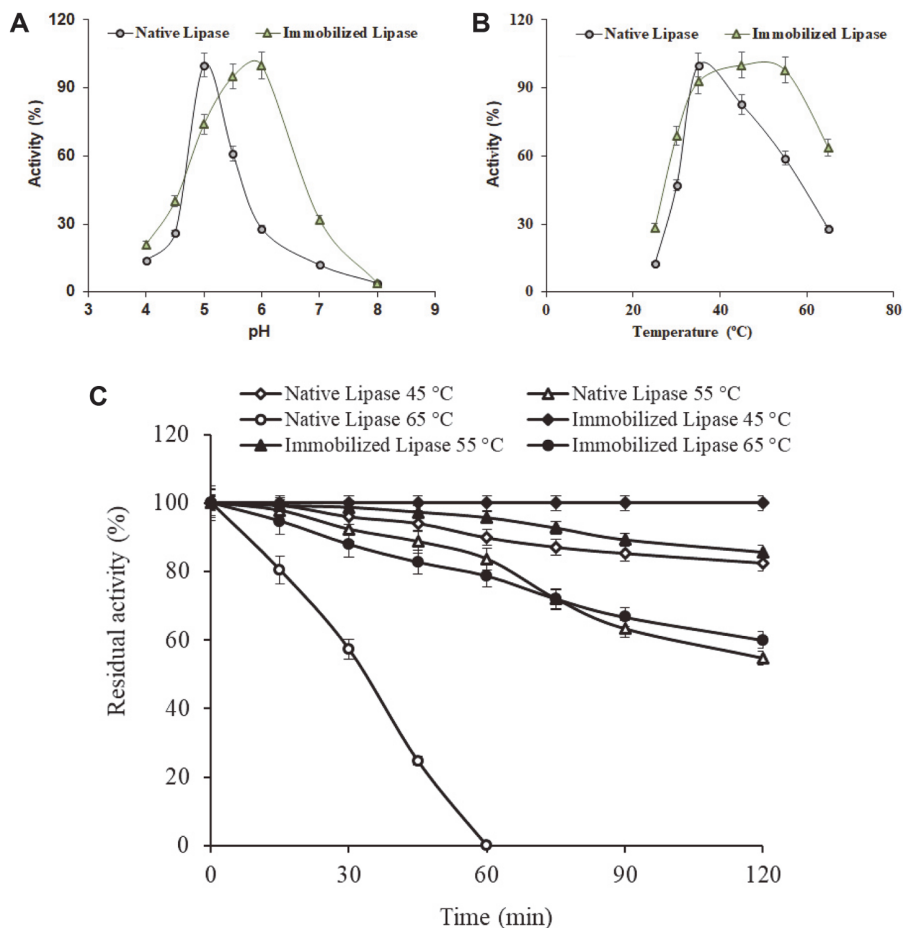 A
Native Lipase Immobilized Lipase
120
90
60
30
0
Activity (%)
3 4 5 6 7 8 9
pH
B
Native Lipase Immobilized Lipase
120
90
60
30
0
Activity (%)
0 20 40 60 80
Temperature (ºC)
C
Native Lipase 45 °C Native Lipase 55 °C
Native Lipase 65 °C Immobilized Lipase 45 °C
Immobilized Lipase 55 °C Immobilized Lipase 65 °C
120
100
80
60
40
20
0
Residual activity (%)
0 30 60 90 120
Time (min)